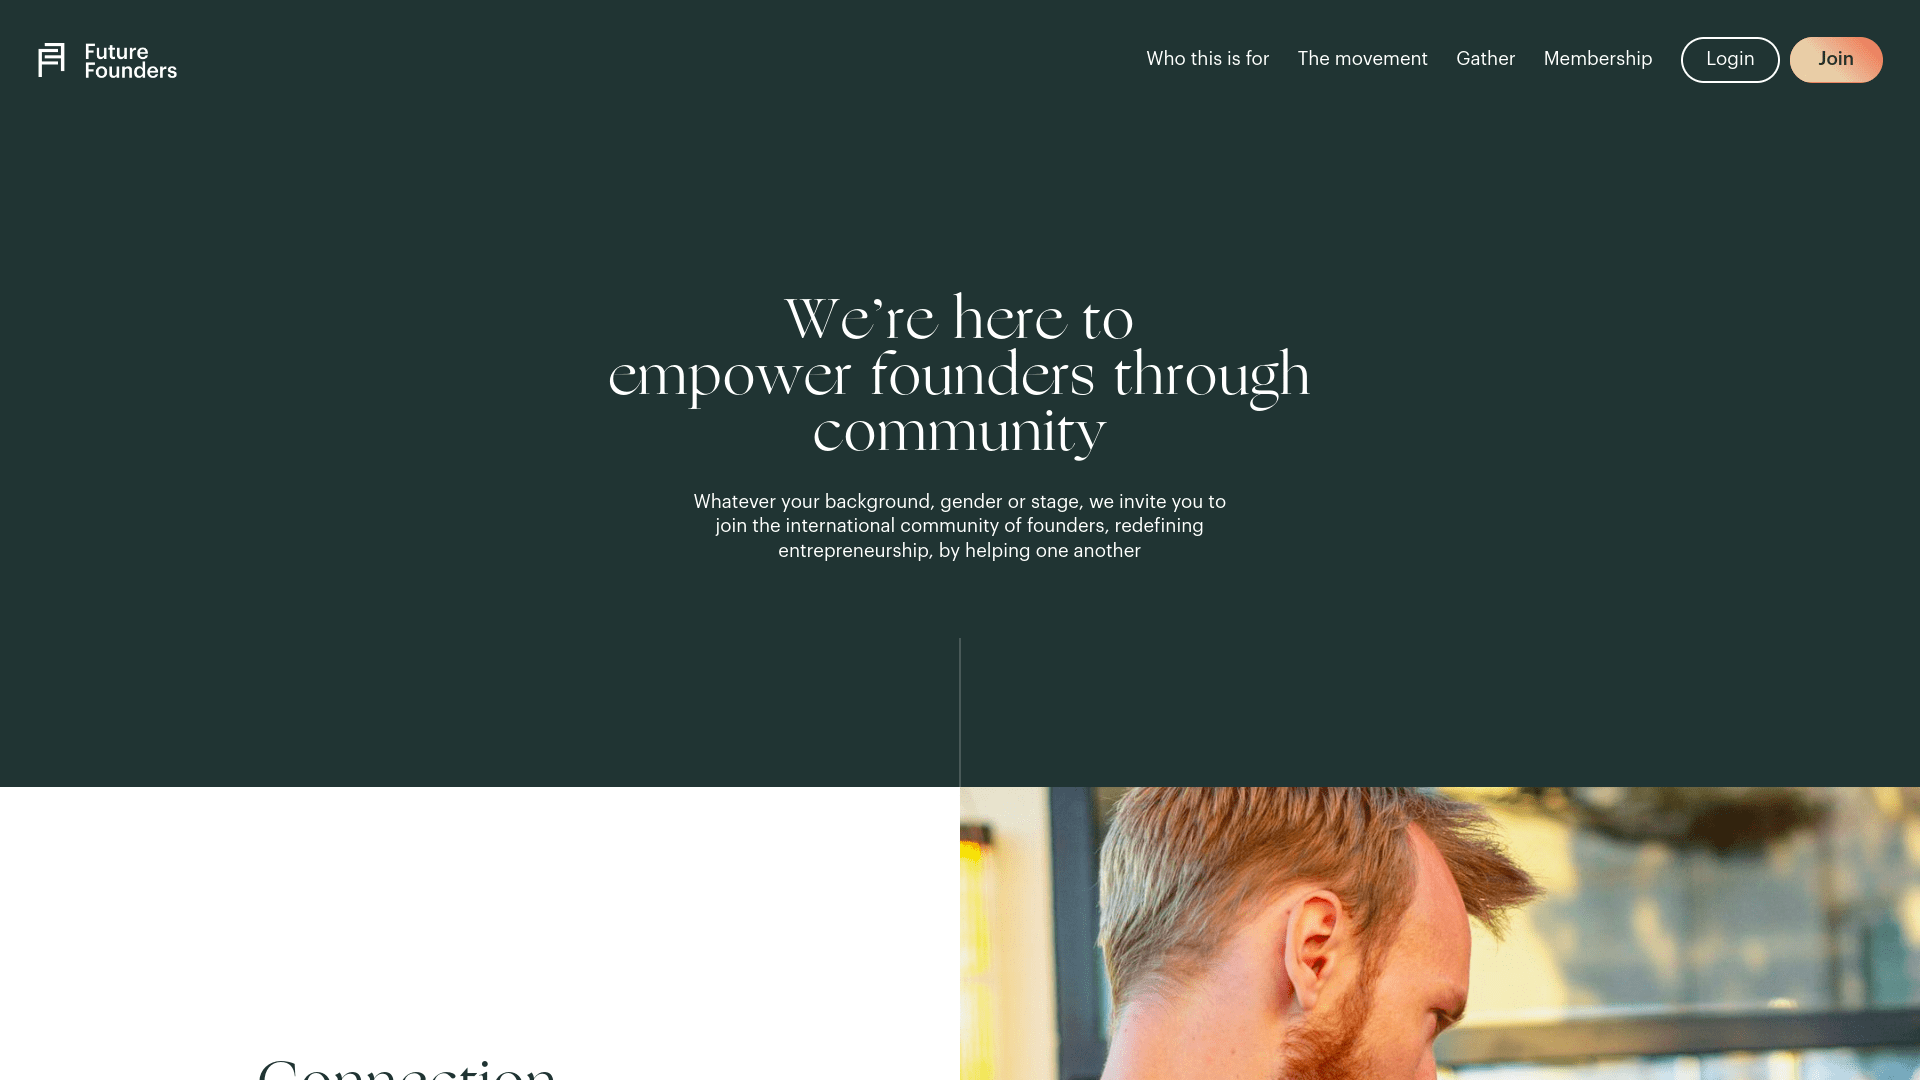 Future
Founders
Who this is for
The movement
Gather
Membership
Login
Join
We’re here to
empower founders through
community
Whatever your background, gender or stage, we invite you to
join the international community of founders, redefining
entrepreneurship, by helping one another
Connection